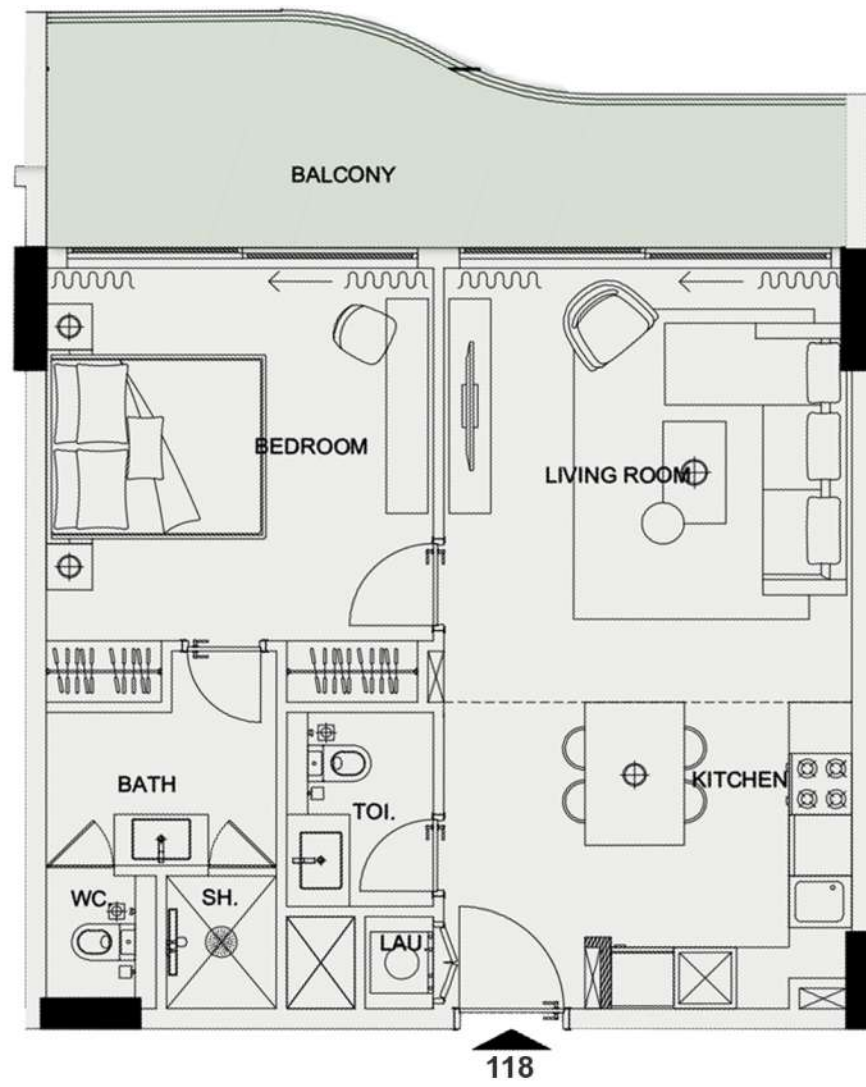 BALCONY
BEDROOM
LIVING ROOM
BATH
TOI.
KITCHEN
WC.
SH.
LAU.
118